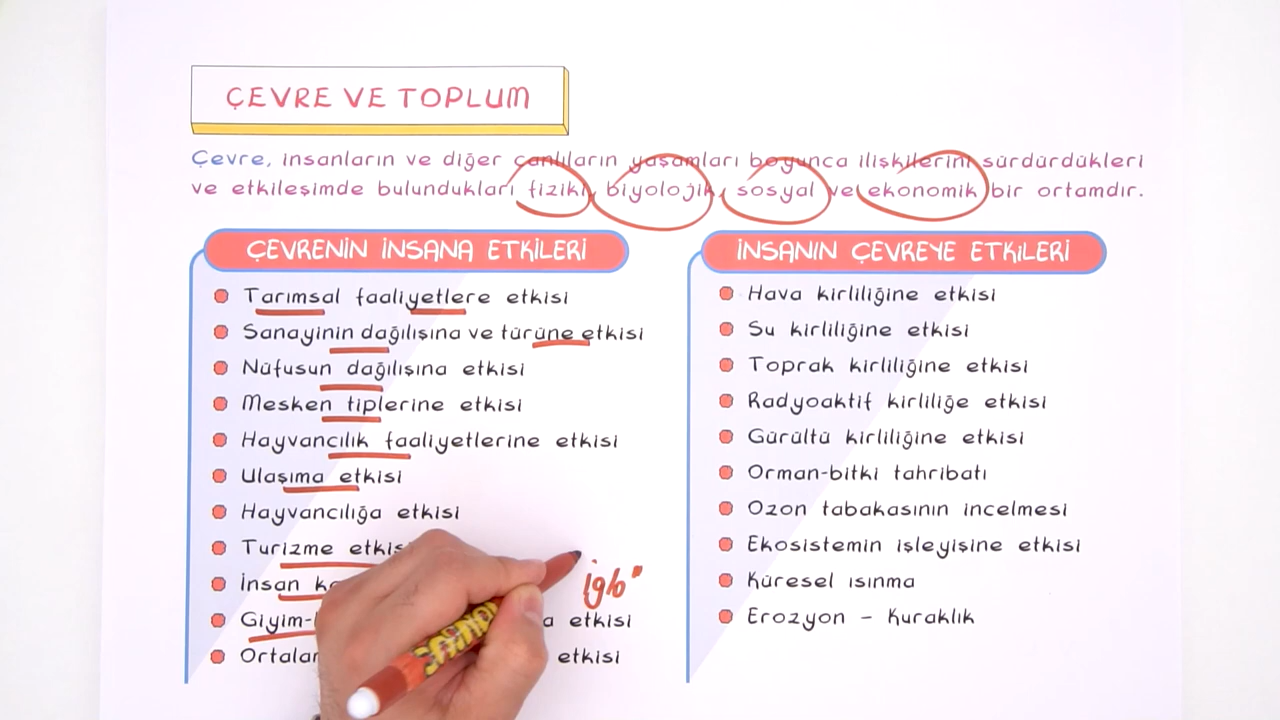 ÇEVRE VE TOPLUM
Çevre, insanların ve diğer canlıların yaşamları boyunca ilişkilerini sürdürdükleri
ve etkileşimde bulundukları fiziki, biyolojik, sosyal ve ekonomik bir ortamdır.
ÇEVRENİN İNSANA ETKİLERİ
Tarımsal faaliyetlere etkisi
Sanayinin dağılışına ve türüne etkisi
Nüfusun dağılışına etkisi
Mesken tiplerine etkisi
Hayvancılık faaliyetlerine etkisi
Ulaşıma etkisi
Hayvancılığa etkisi
Turizme etkisi
İnsan
Giyim- etkisi
etkisi
iglo
İNSANIN ÇEVREYE ETKİLERİ
Hava kirliliğine etkisi
Su kirliliğine etkisi
Toprak kirliliğine etkisi
Radyoaktif kirliliğe etkisi
Gürültü kirliliğine etkisi
Orman-bitki tahribatı
Ozon tabakasının incelmesi
Ekosistemin işleyişine etkisi
Küresel ısınma
Erozyon - Kuraklık